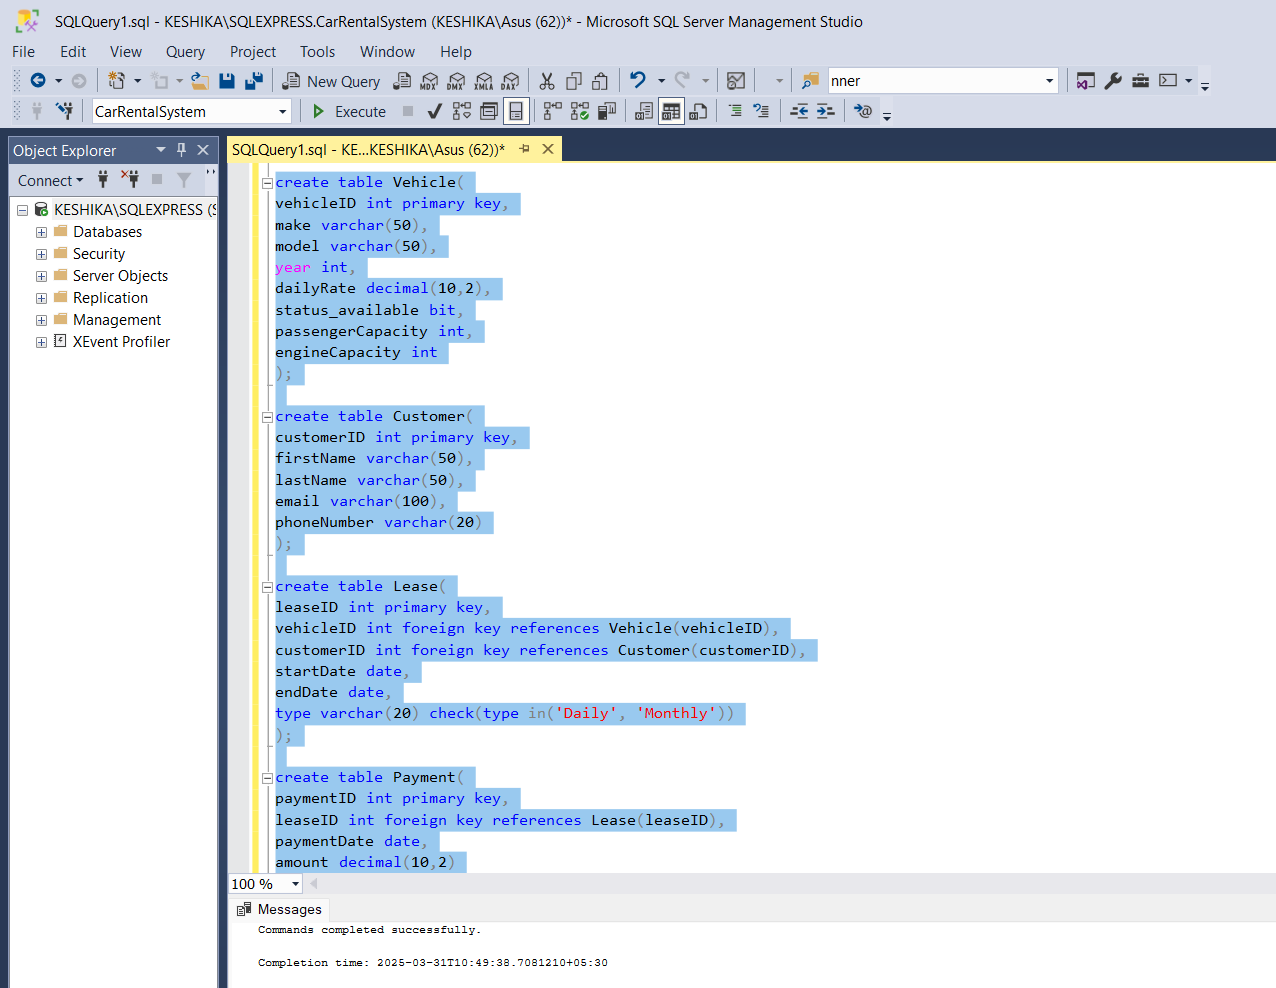 SQLQuery1.sql - KESHIKA\SQLEXPRESS.CarRentalSystem (KESHIKA\Asus (62))* - Microsoft SQL Server Management Studio
File Edit View Query Project Tools Window Help
New Query MDX DMX XMLA DAX nner
CarRentalSystem Execute
Object Explorer
SQLQuery1.sql - KE...KESHIKA\Asus (62))*
Connect
KESHIKA\SQLEXPRESS (S
Databases
Security
Server Objects
Replication
Management
XEvent Profiler
create table Vehicle(
vehicleID int primary key,
make varchar(50),
model varchar(50),
year int,
dailyRate decimal(10,2),
status_available bit,
passengerCapacity int,
engineCapacity int
);
create table Customer(
customerID int primary key,
firstName varchar(50),
lastName varchar(50),
email varchar(100),
phoneNumber varchar(20)
);
create table Lease(
leaseID int primary key,
vehicleID int foreign key references Vehicle(vehicleID),
customerID int foreign key references Customer(customerID),
startDate date,
endDate date,
type varchar(20) check(type in('Daily', 'Monthly'))
);
create table Payment(
paymentID int primary key,
leaseID int foreign key references Lease(leaseID),
paymentDate date,
amount decimal(10,2)
100 %
Messages
Commands completed successfully.
Completion time: 2025-03-31T10:49:38.7081210+05:30